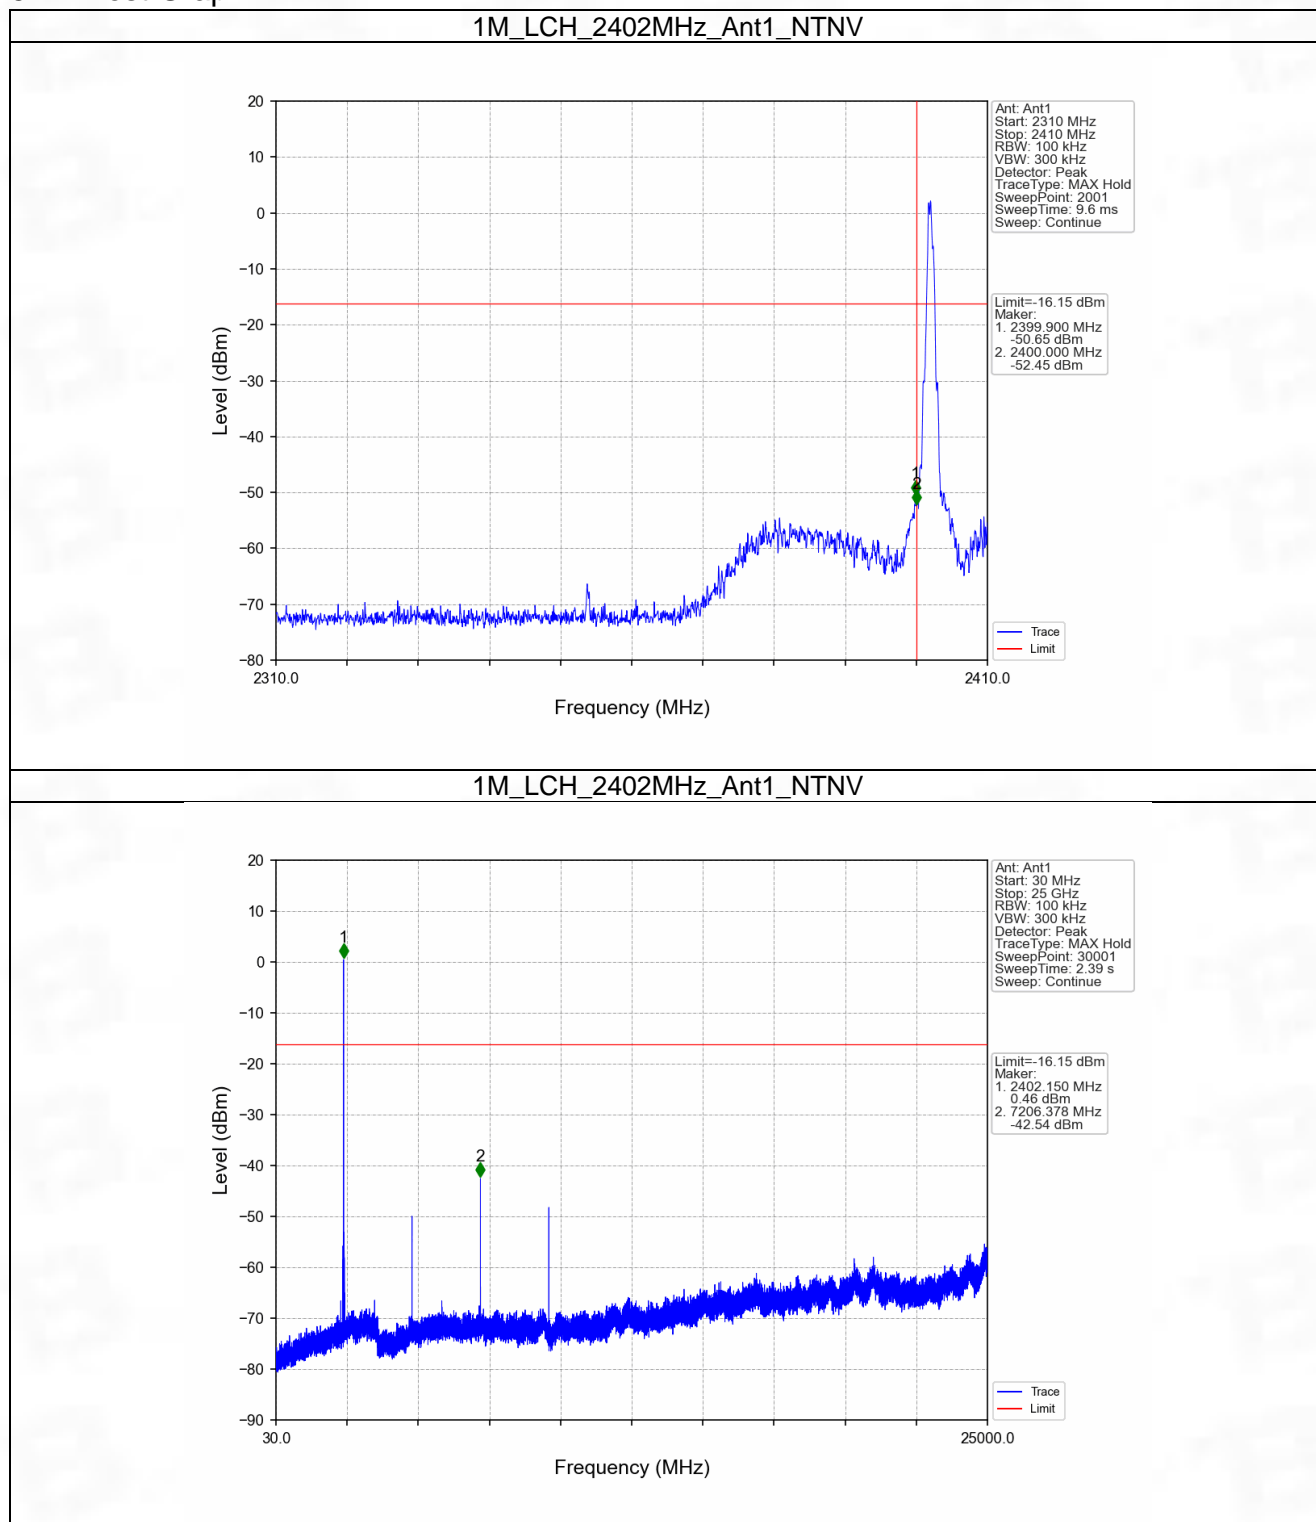 1M_LCH_2402MHz_Ant1_NTNV
20
10
0
−10
−20
−30
−40
−50
−60
−70
−80
Level (dBm)
2310.0
2410.0
Frequency (MHz)
1
2
Ant: Ant1
Start: 2310 MHz
Stop: 2410 MHz
RBW: 100 kHz
VBW: 300 kHz
Detector: Peak
TraceType: MAX Hold
SweepPoint: 2001
SweepTime: 9.6 ms
Sweep: Continue
Limit=-16.15 dBm
Maker:
1. 2399.900 MHz
-50.65 dBm
2. 2400.000 MHz
-52.45 dBm
Trace
Limit
1M_LCH_2402MHz_Ant1_NTNV
20
10
0
−10
−20
−30
−40
−50
−60
−70
−80
−90
Level (dBm)
30.0
25000.0
Frequency (MHz)
1
2
Ant: Ant1
Start: 30 MHz
Stop: 25 GHz
RBW: 100 kHz
VBW: 300 kHz
Detector: Peak
TraceType: MAX Hold
SweepPoint: 30001
SweepTime: 2.39 s
Sweep: Continue
Limit=-16.15 dBm
Maker:
1. 2402.150 MHz
0.46 dBm
2. 7206.378 MHz
-42.54 dBm
Trace
Limit